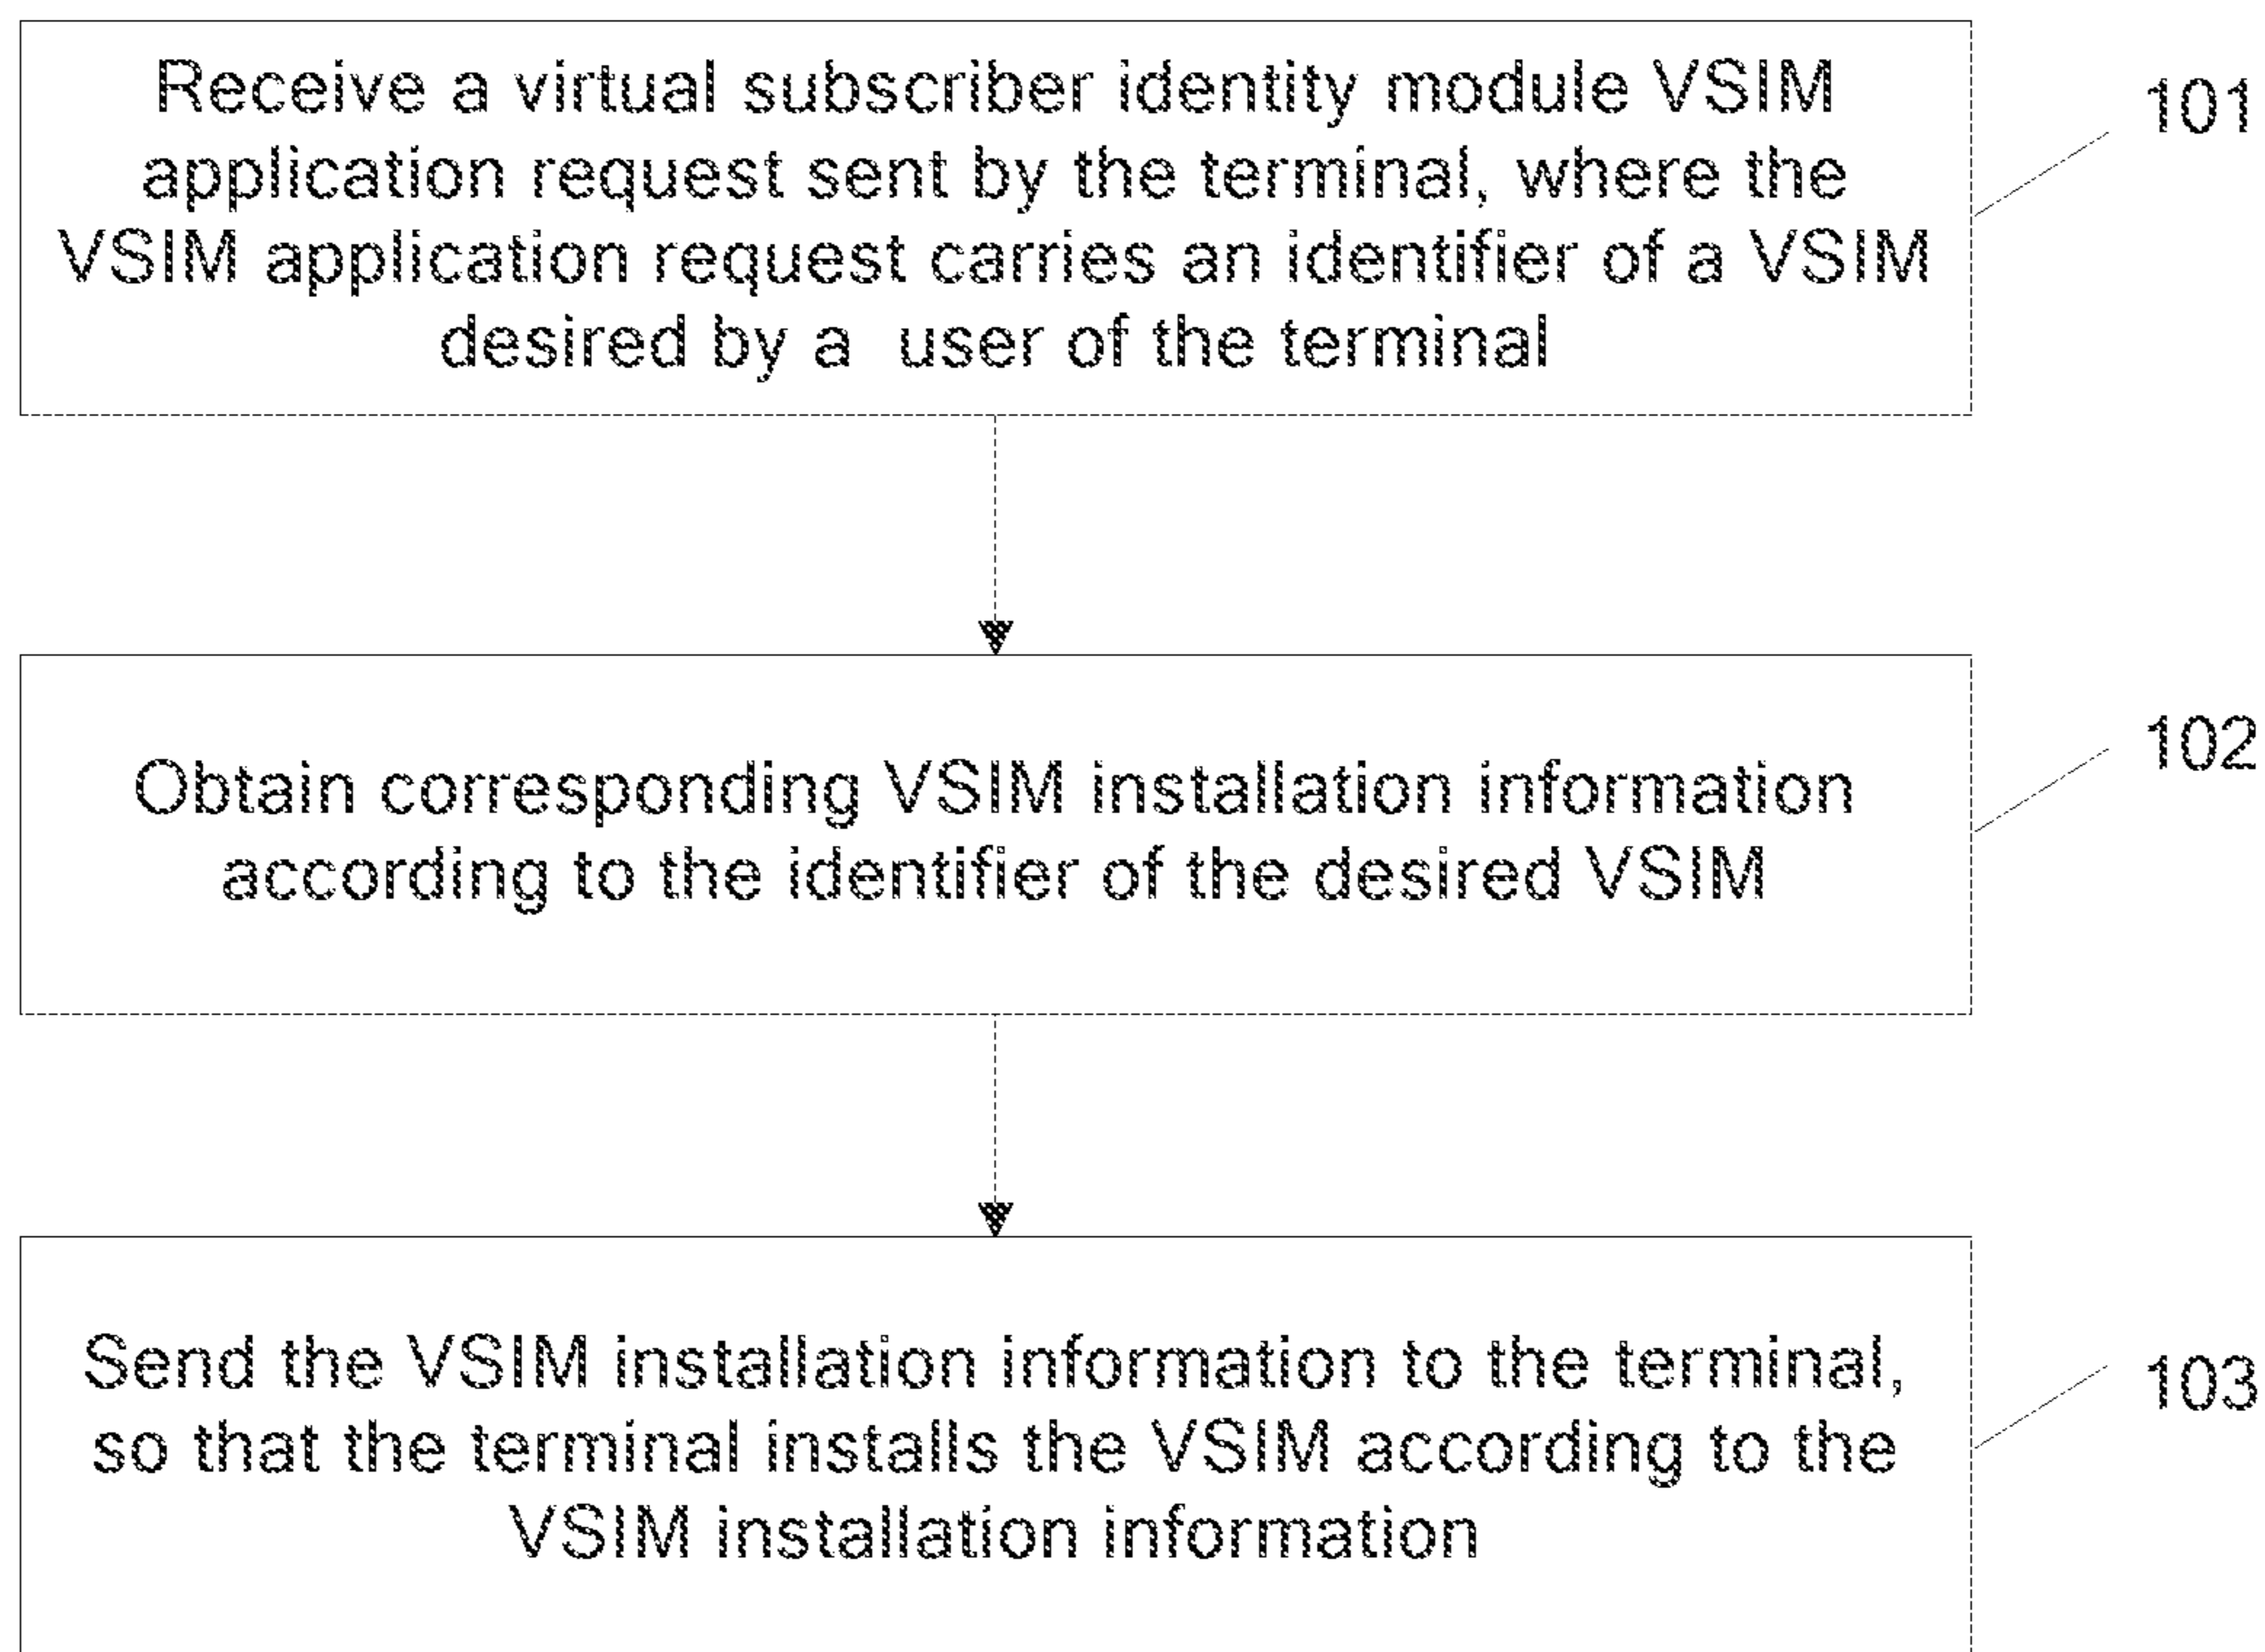 Receive a virtual subscriber identity module VSIM
application request sent by the terminal, where the
VSIM application request carries an identifier of a VSIM
desired by a user of the terminal
101
Obtain corresponding VSIM installation information
according to the identifier of the desired VSIM
102
Send the VSIM installation information to the terminal,
so that the terminal installs the VSIM according to the
VSIM installation information
103